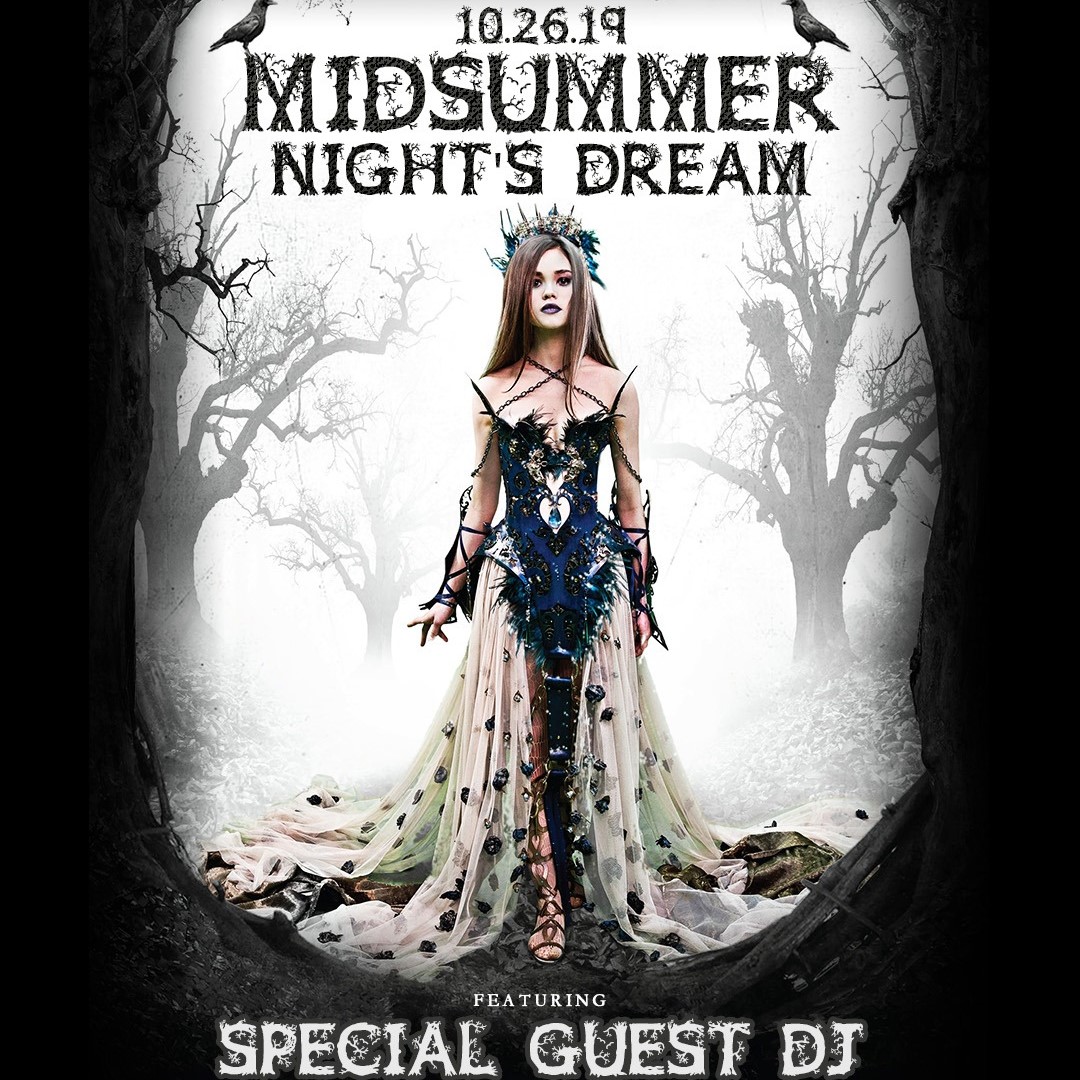 10.26.19
MIDSUMMER
NIGHT'S DREAM
FEATURING
SPECIAL GUEST DJ